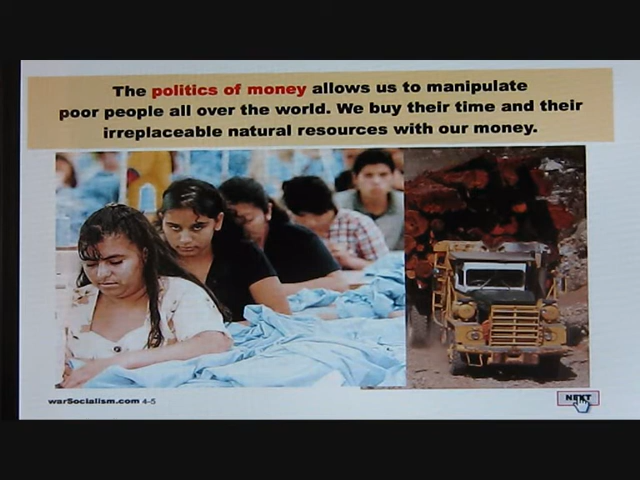 The politics of money allows us to manipulate
poor people all over the world. We buy their time and their
irreplaceable natural resources with our money.
warSocialism.com 4-5
NEXT